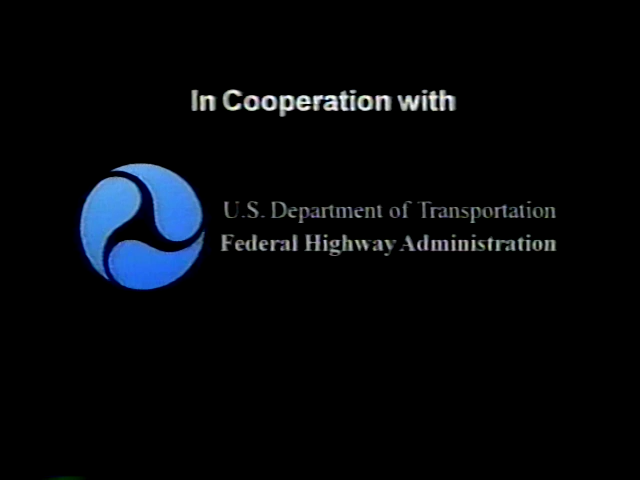 In Cooperation with
U.S. Department of Transportation
Federal Highway Administration